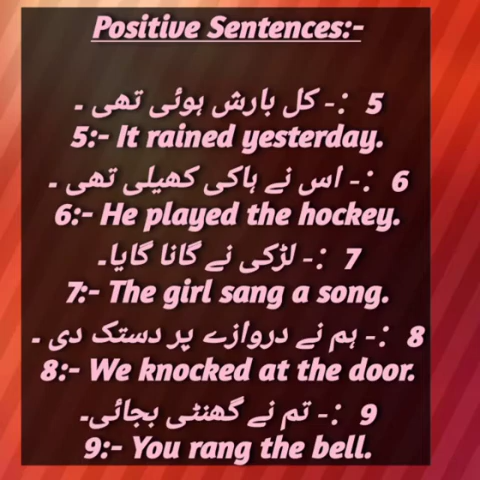 Positive Sentences:-
5 :- کل بارش ہوئی تھی ۔
5:- It rained yesterday.
6 :- اس نے ہاکی کھیلی تھی ۔
6:- He played the hockey.
7 :- لڑکی نے گانا گایا۔
7:- The girl sang a song.
8 :- ہم نے دروازے پر دستک دی ۔
8:- We knocked at the door.
9 :- تم نے گھنٹی بجائی۔
9:- You rang the bell.